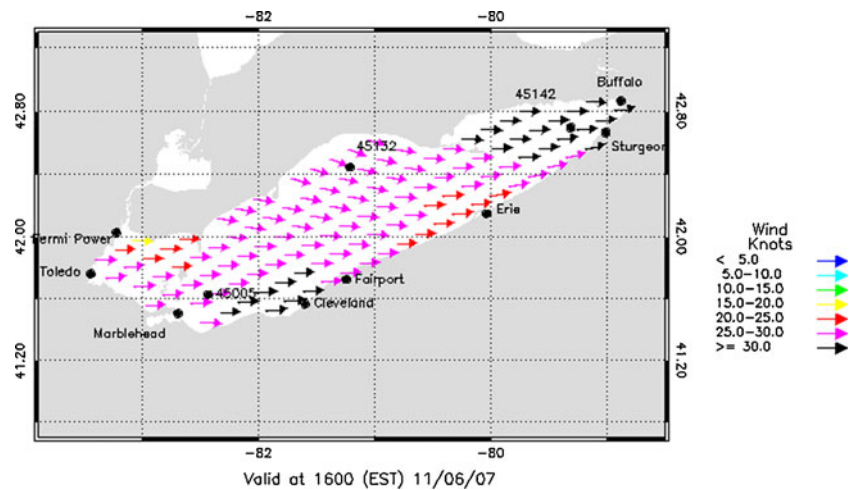 -82 -80
Buffalo
45142
42.80 42.80
45132
Sturgeon
Erie
Fermi Power
42.00 42.00
Toledo
45005
Fairport
Cleveland
Marblehead
41.20 41.20
-82 -80
Valid at 1600 (EST) 11/06/07
Wind
Knots
< 5.0
5.0-10.0
10.0-15.0
15.0-20.0
20.0-25.0
25.0-30.0
>= 30.0